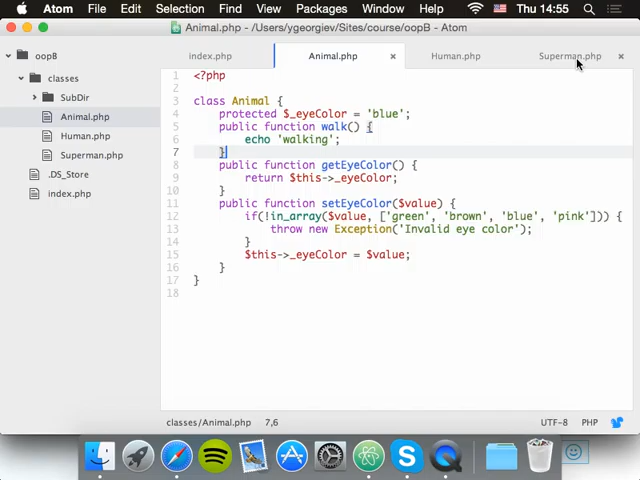 Atom File Edit Selection Find View Packages Window Help Thu 14:55
Animal.php - /Users/ygeorgiev/Sites/course/oopB - Atom
oopB
classes
SubDir
Animal.php
Human.php
Superman.php
.DS_Store
index.php
index.php Animal.php Human.php Superman.php
1 <?php
2
3 class Animal {
4 protected $_eyeColor = 'blue';
5 public function walk() {
6 echo 'walking';
7 }
8 public function getEyeColor() {
9 return $this->_eyeColor;
10 }
11 public function setEyeColor($value) {
12 if(!in_array($value, ['green', 'brown', 'blue', 'pink'])) {
13 throw new Exception('Invalid eye color');
14 }
15 $this->_eyeColor = $value;
16 }
17 }
18
classes/Animal.php 7,6 UTF-8 PHP